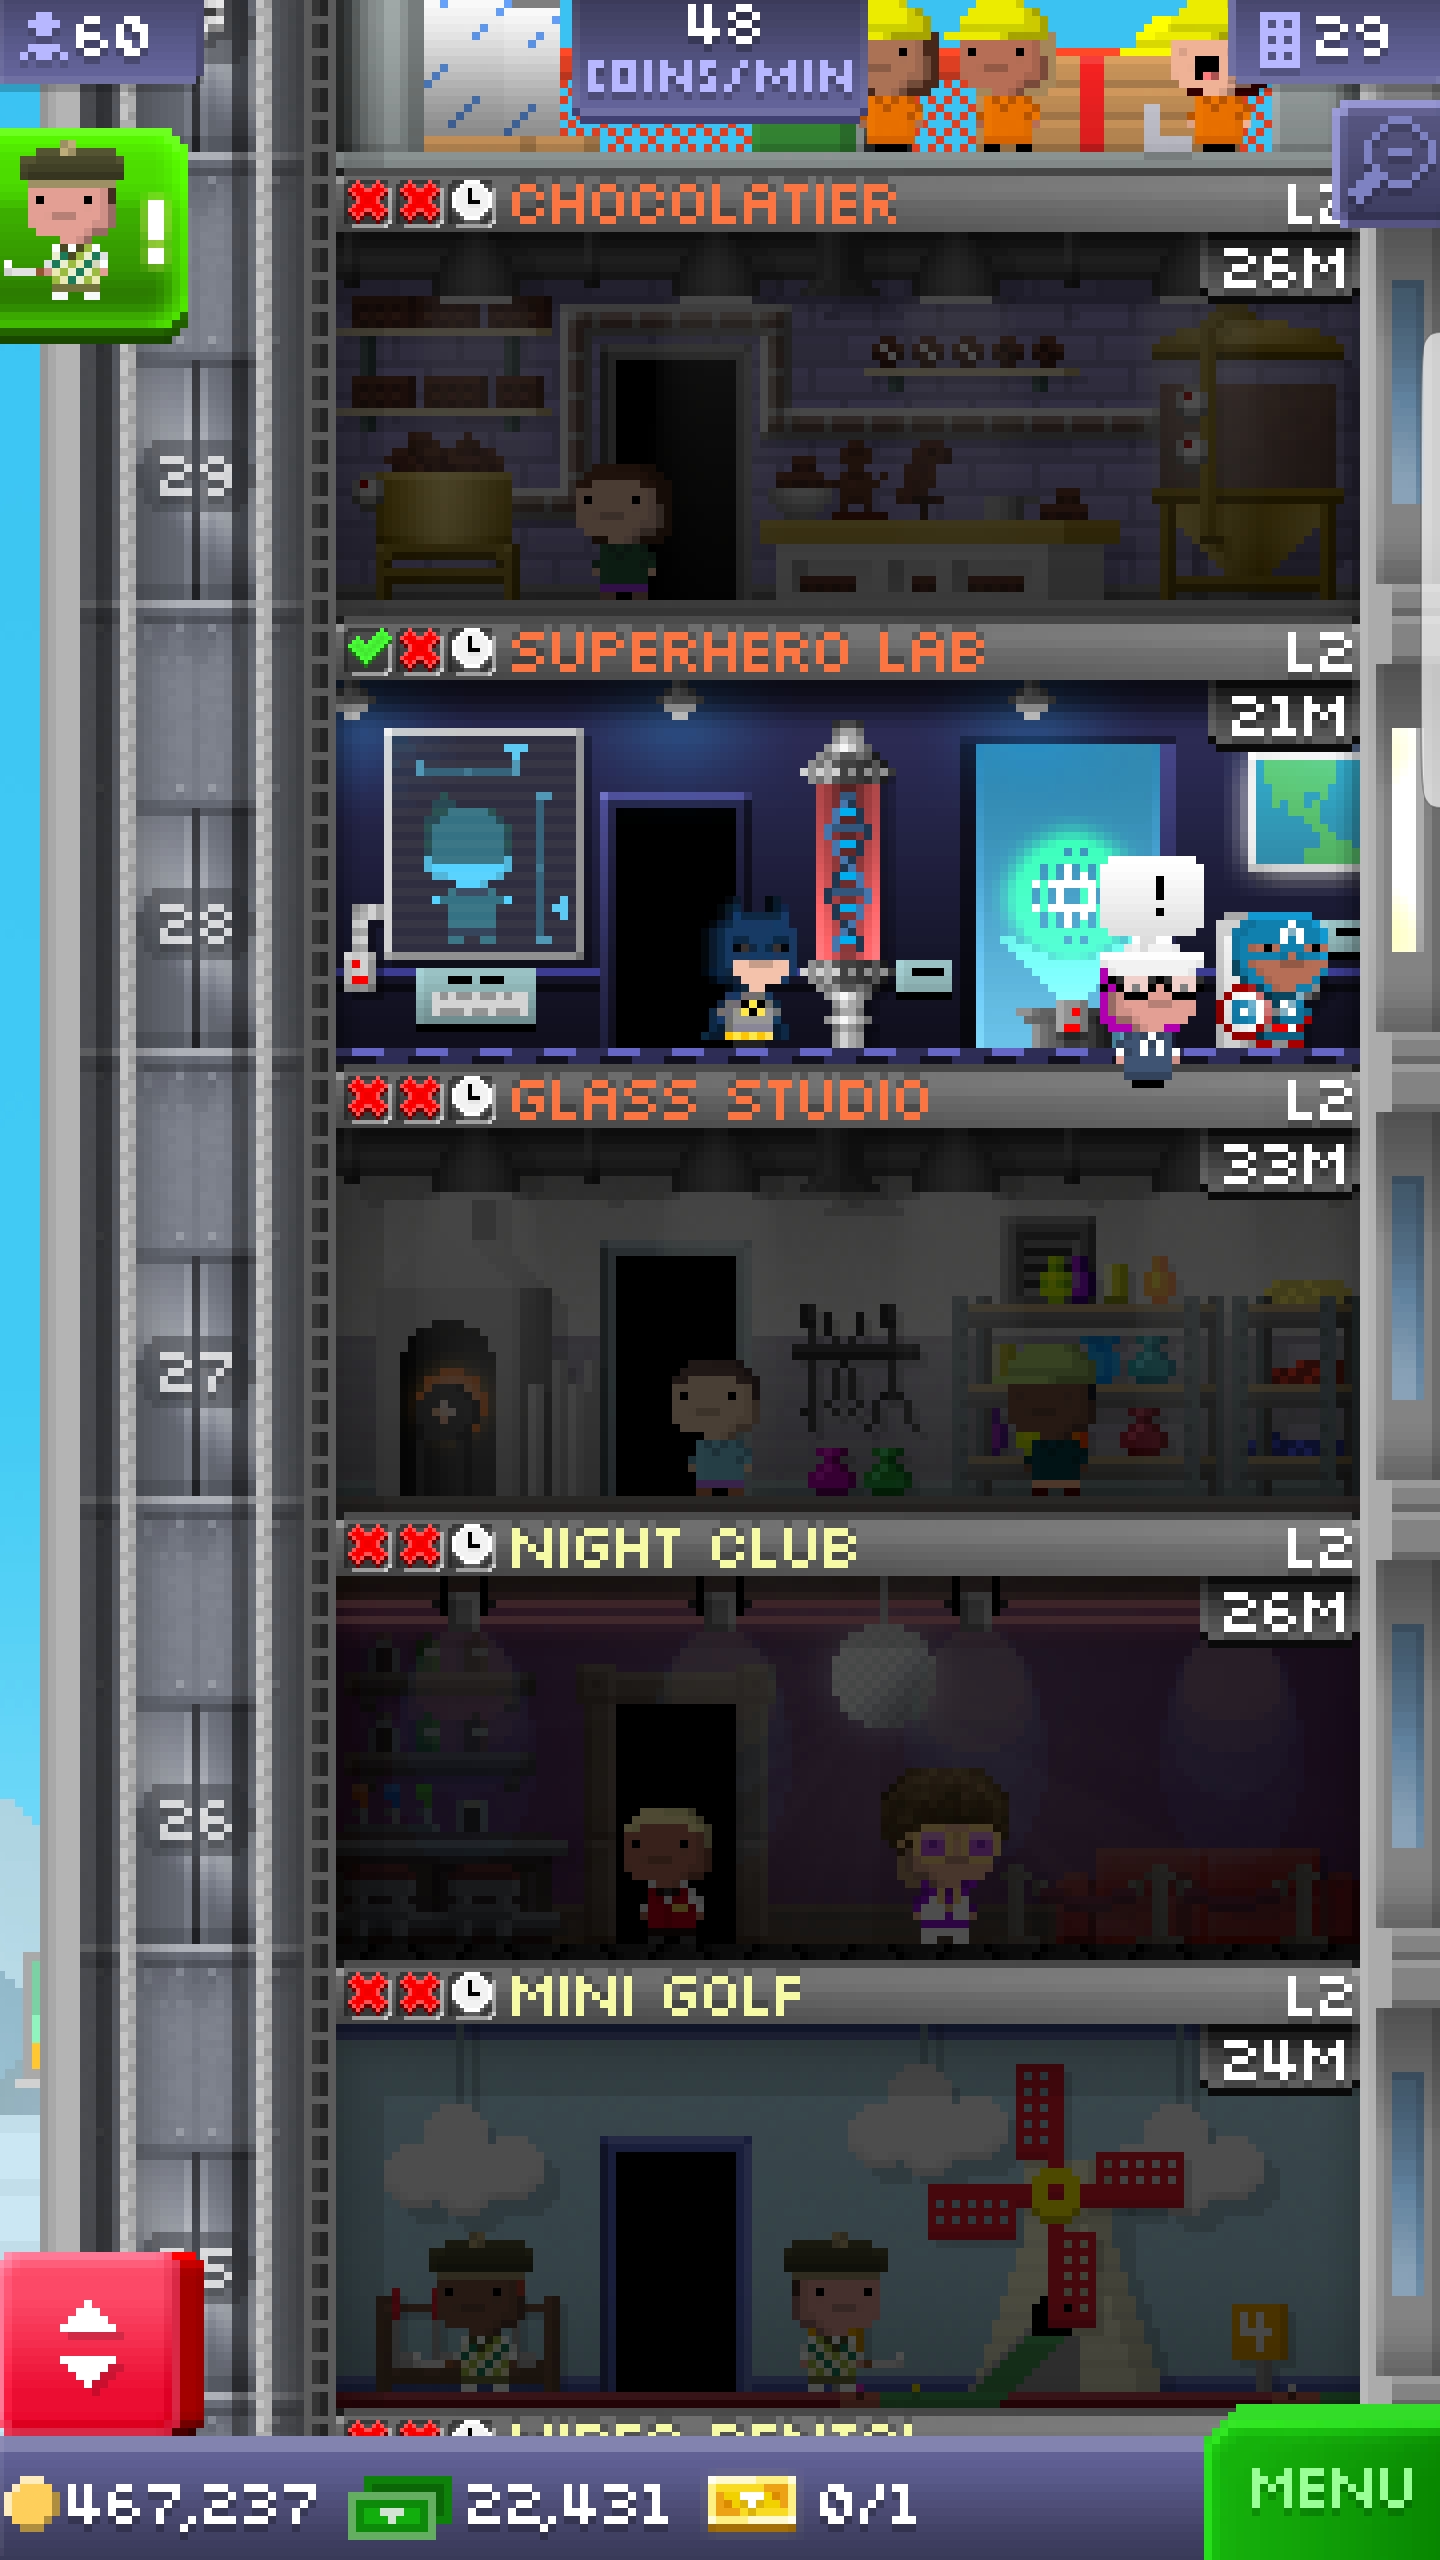 60
48
COINS/MIN
29
!
CHOCOLATIER
26M
29
SUPERHERO LAB L2
21M
!
28
GLASS STUDIO L2
33M
27
NIGHT CLUB L2
26M
26
MINI GOLF L2
24M
4
467,237 22,431 0/1 MENU